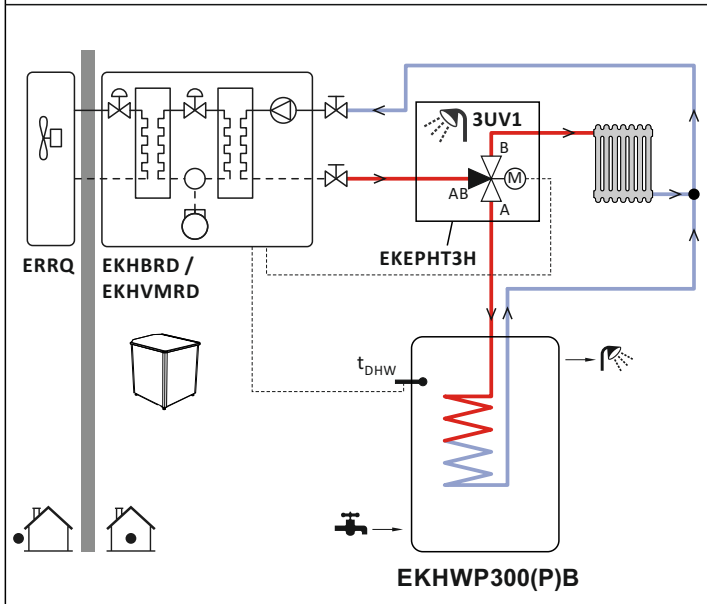 3UV1
B
M
AB
A
EKEPHT3H
ERRQ
EKHBRD /
EKHVMRD
tDHW
EKHWP300(P)B